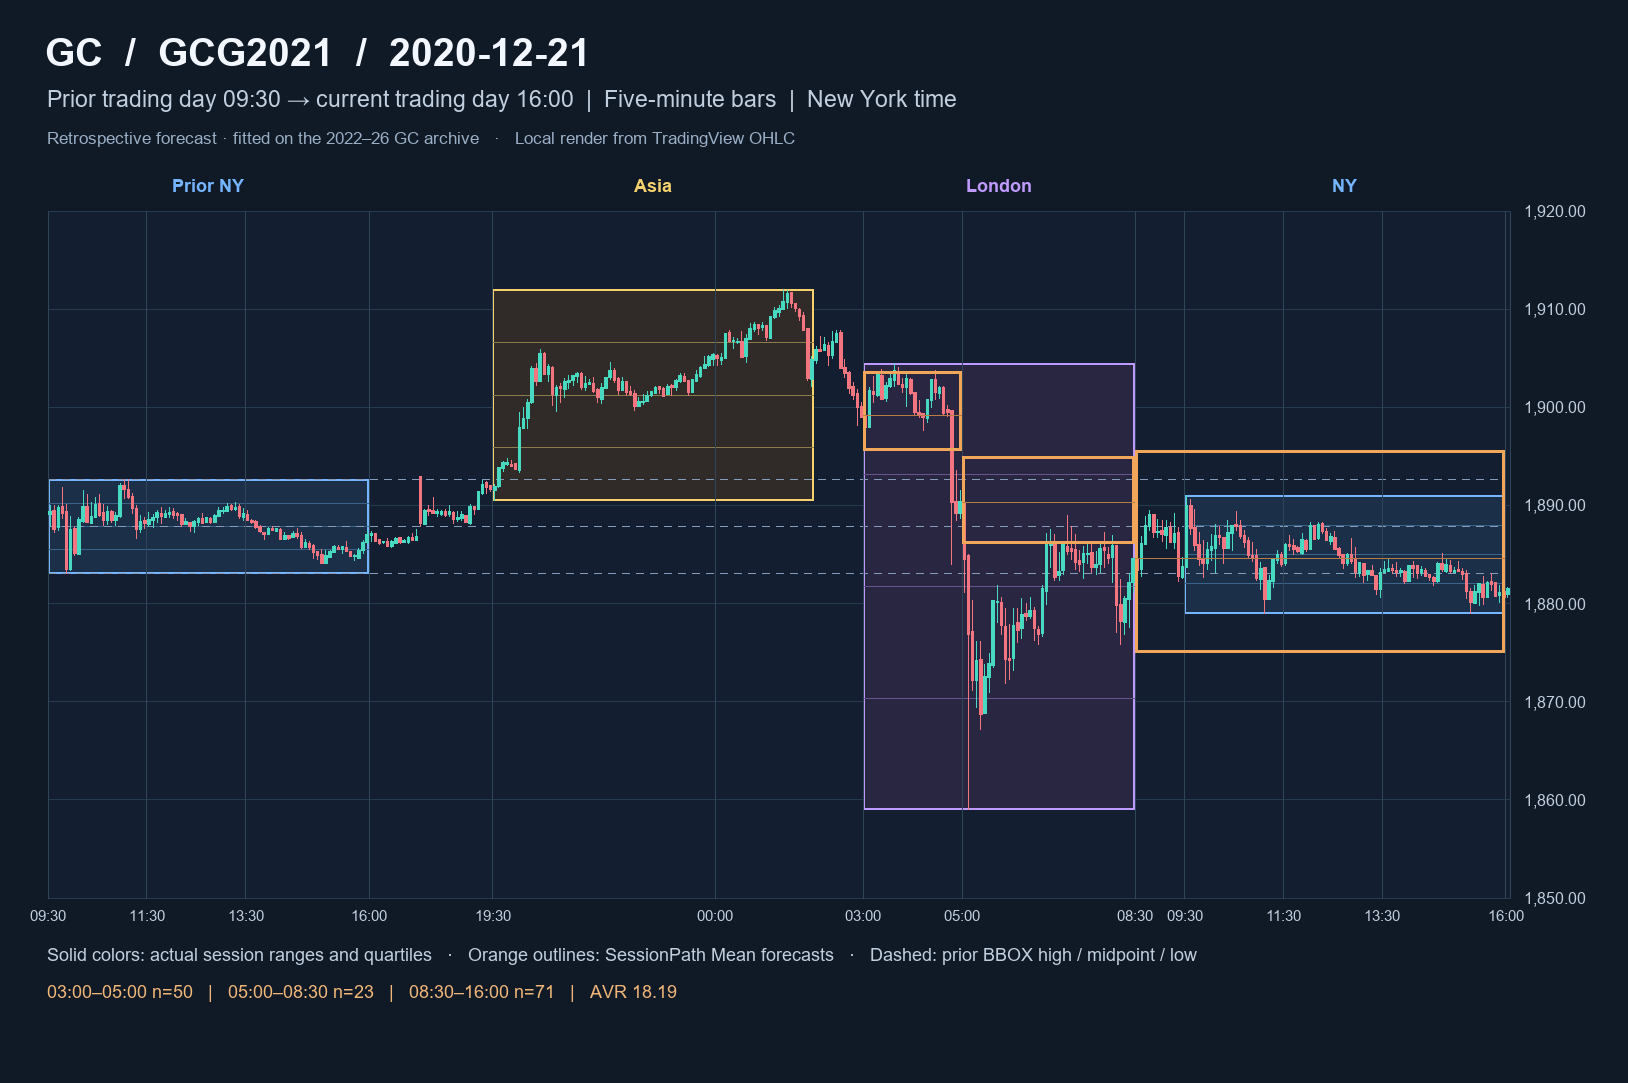 GC / GCG2021 / 2020-12-21
Prior trading day 09:30 → current trading day 16:00 | Five-minute bars | New York time
Retrospective forecast · fitted on the 2022–26 GC archive · Local render from TradingView OHLC
Prior NY Asia London NY
1,920.00
1,910.00
1,900.00
1,890.00
1,880.00
1,870.00
1,860.00
1,850.00
09:30 11:30 13:30 16:00 19:30 00:00 03:00 05:00 08:30 09:30 11:30 13:30 16:00
Solid colors: actual session ranges and quartiles · Orange outlines: SessionPath Mean forecasts · Dashed: prior BBOX high / midpoint / low
03:00–05:00 n=50 | 05:00–08:30 n=23 | 08:30–16:00 n=71 | AVR 18.19